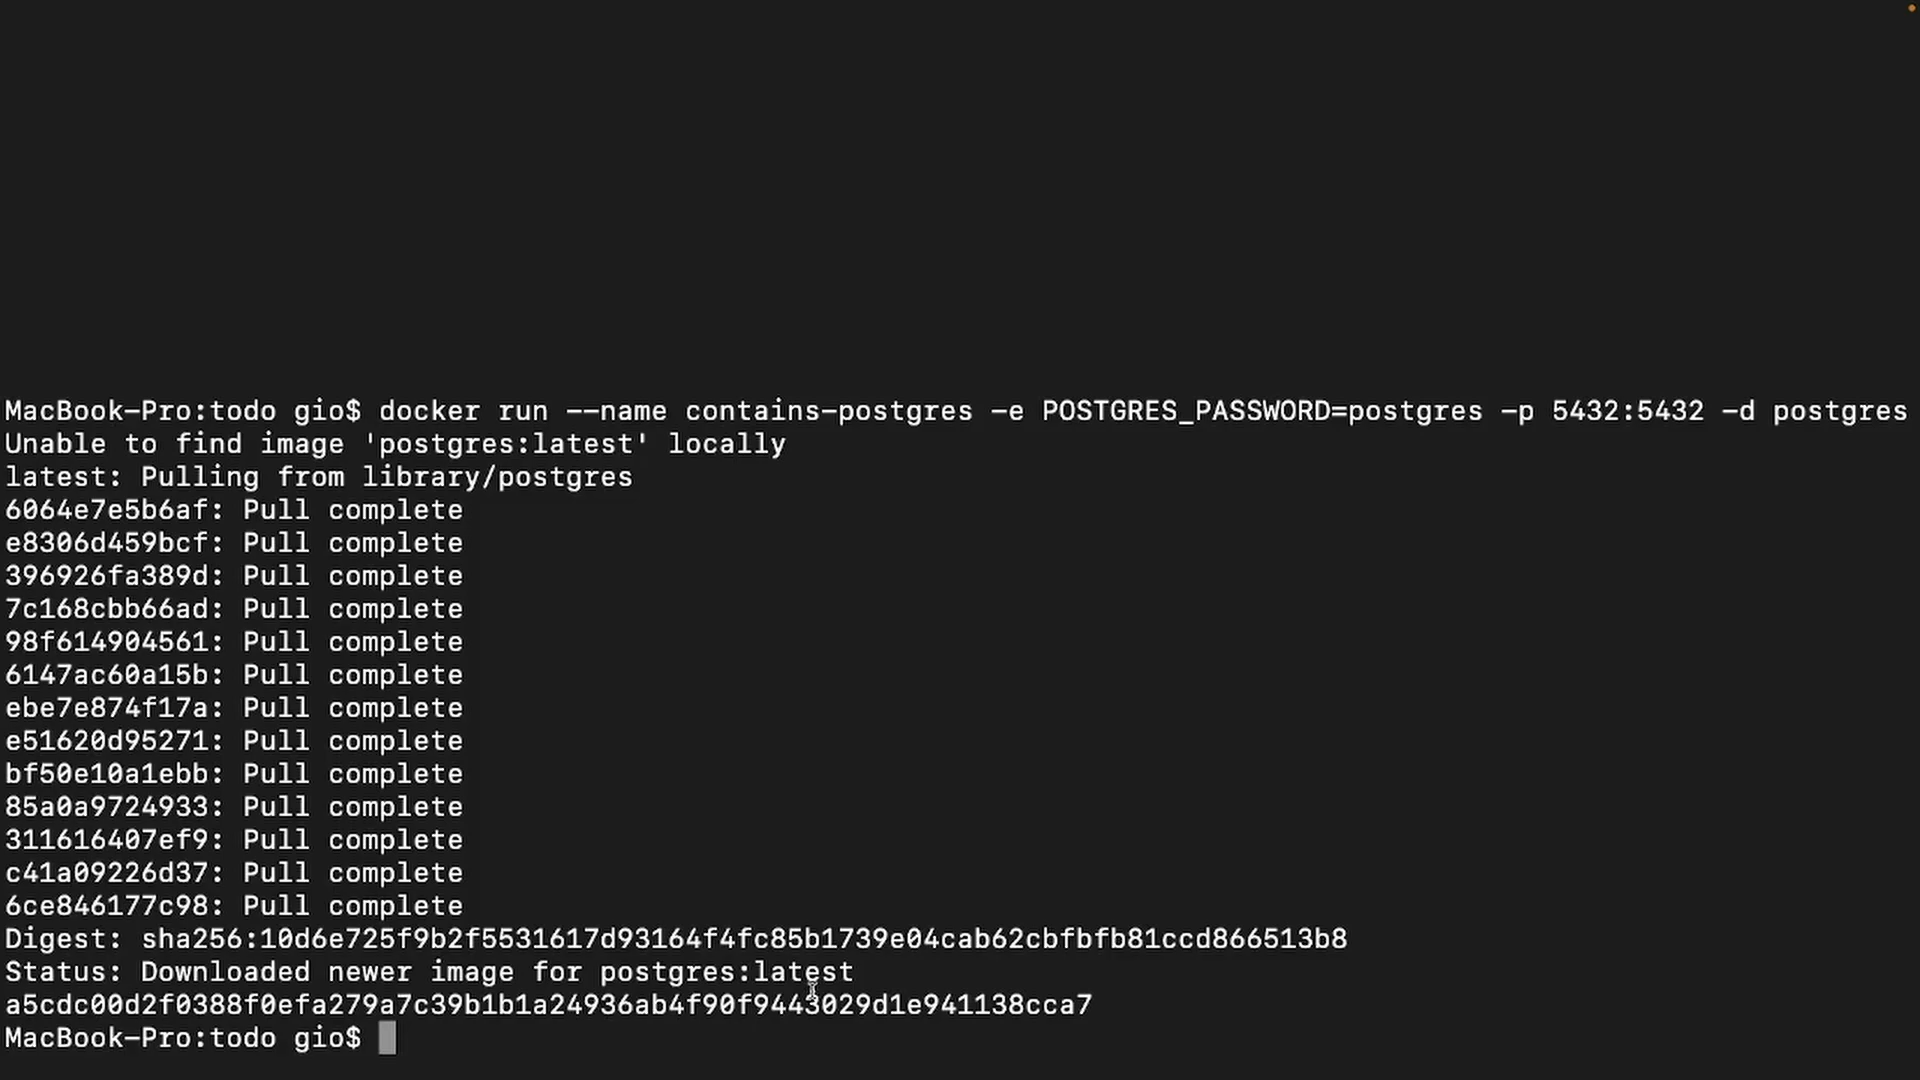 MacBook-Pro:todo gio$ docker run --name contains-postgres -e POSTGRES_PASSWORD=postgres -p 5432:5432 -d postgres
Unable to find image 'postgres:latest' locally
latest: Pulling from library/postgres
6064e7e5b6af: Pull complete
e8306d459bcf: Pull complete
396926fa389d: Pull complete
7c168cbb66ad: Pull complete
98f614904561: Pull complete
6147ac60a15b: Pull complete
ebe7e874f17a: Pull complete
e51620d95271: Pull complete
bf50e10a1ebb: Pull complete
85a0a9724933: Pull complete
311616407ef9: Pull complete
c41a09226d37: Pull complete
6ce846177c98: Pull complete
Digest: sha256:10d6e725f9b2f5531617d93164f4fc85b1739e04cab62cbfbfb81ccd866513b8
Status: Downloaded newer image for postgres:latest
a5cdc00d2f0388f0efa279a7c39b1b1a24936ab4f90f9443029d1e941138cca7
MacBook-Pro:todo gio$